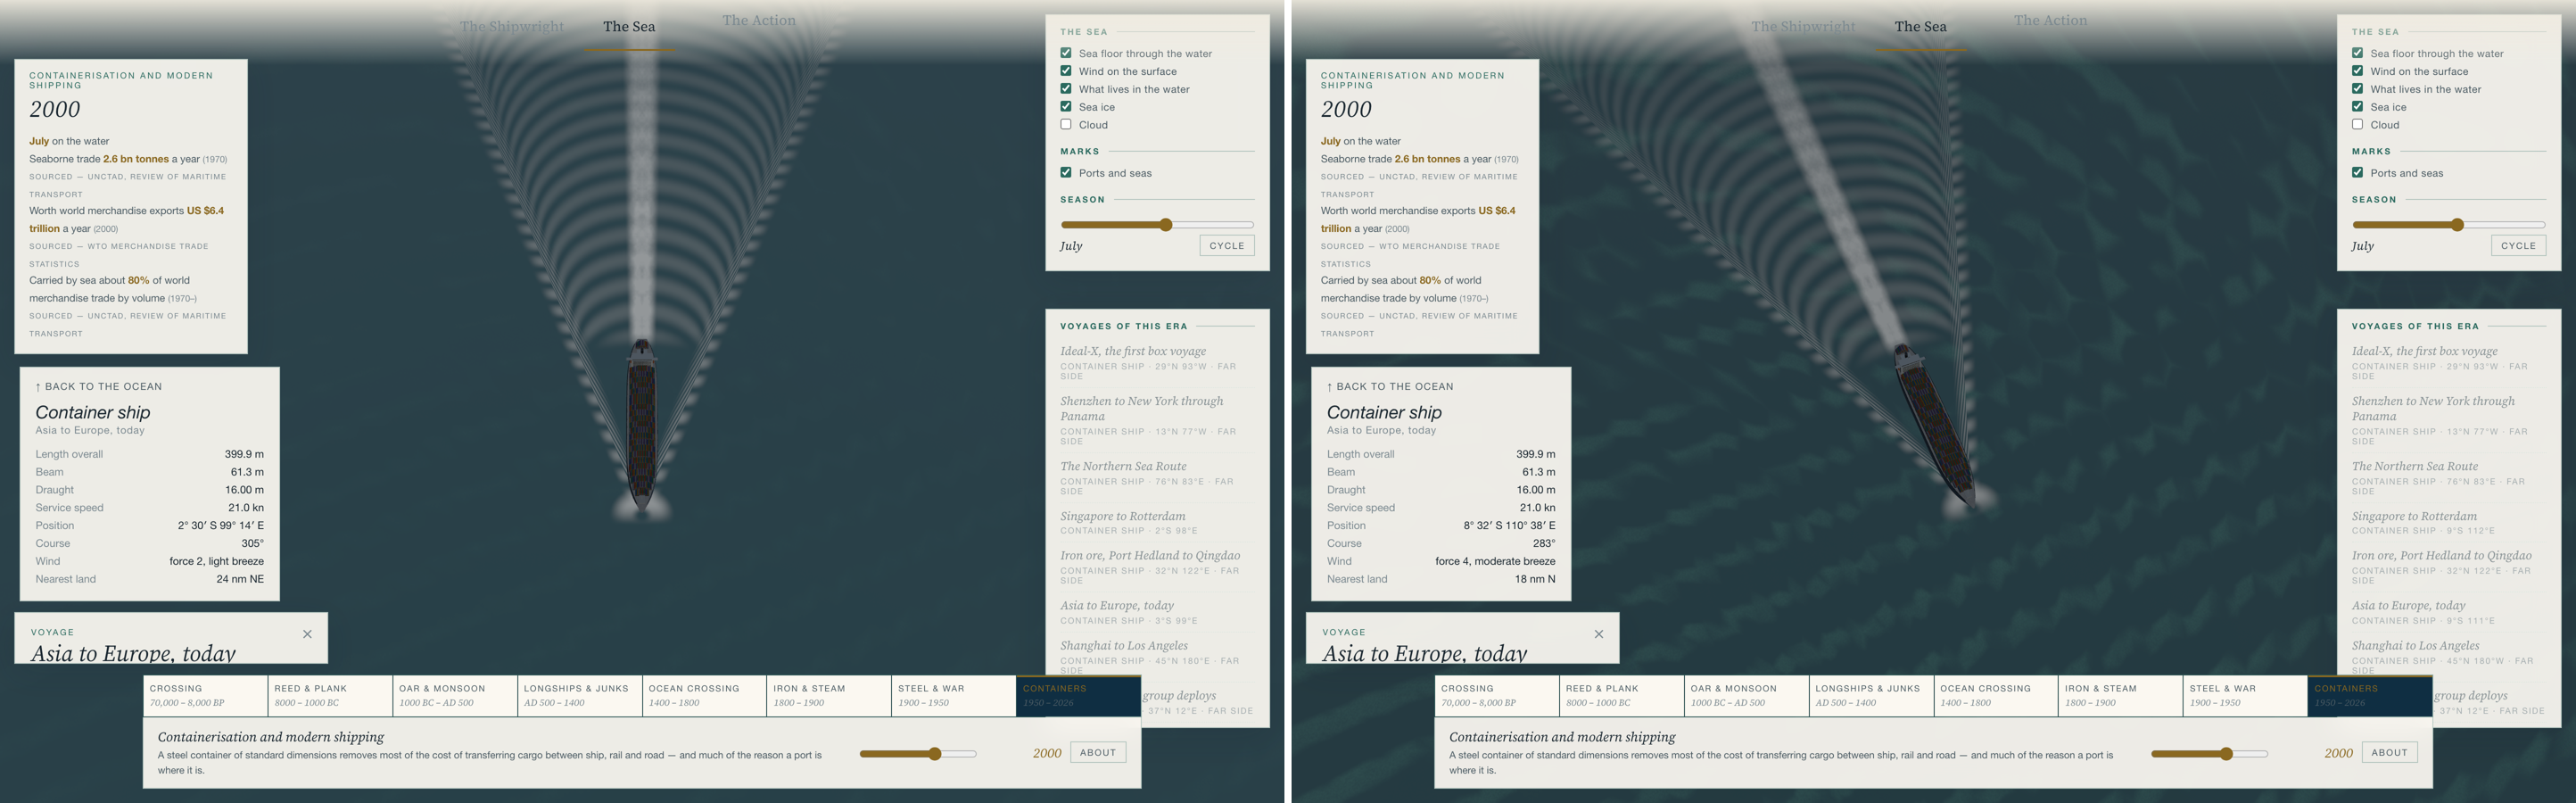 The Shipwright
The Sea
The Action
CONTAINERISATION AND MODERN
SHIPPING
2000
July on the water
Seaborne trade 2.6 bn tonnes a year (1970)
SOURCED — UNCTAD, REVIEW OF MARITIME
TRANSPORT
Worth world merchandise exports US $6.4
trillion a year (2000)
SOURCED — WTO MERCHANDISE TRADE
STATISTICS
Carried by sea about 80% of world
merchandise trade by volume (1970–)
SOURCED — UNCTAD, REVIEW OF MARITIME
TRANSPORT
↑ BACK TO THE OCEAN
Container ship
Asia to Europe, today
Length overall 399.9 m
Beam 61.3 m
Draught 16.00 m
Service speed 21.0 kn
Position 2° 30′ S 99° 14′ E
Course 305°
Wind force 2, light breeze
Nearest land 24 nm NE
VOYAGE ×
Asia to Europe, today
THE SEA
Sea floor through the water
Wind on the surface
What lives in the water
Sea ice
Cloud
MARKS
Ports and seas
SEASON
July CYCLE
VOYAGES OF THIS ERA
Ideal-X, the first box voyage
CONTAINER SHIP · 29°N 93°W · FAR
SIDE
Shenzhen to New York through
Panama
CONTAINER SHIP · 13°N 77°W · FAR
SIDE
The Northern Sea Route
CONTAINER SHIP · 76°N 83°E · FAR
SIDE
Singapore to Rotterdam
CONTAINER SHIP · 2°S 98°E
Iron ore, Port Hedland to Qingdao
CONTAINER SHIP · 32°N 122°E · FAR
SIDE
Asia to Europe, today
CONTAINER SHIP · 3°S 99°E
Shanghai to Los Angeles
CONTAINER SHIP · 45°N 180°E · FAR
SIDE
group deploys
· 37°N 12°E · FAR SIDE
CROSSING
70,000 – 8,000 BP
REED & PLANK
8000 – 1000 BC
OAR & MONSOON
1000 BC – AD 500
LONGSHIPS & JUNKS
AD 500 – 1400
OCEAN CROSSING
1400 – 1800
IRON & STEAM
1800 – 1900
STEEL & WAR
1900 – 1950
CONTAINERS
1950 – 2026
Containerisation and modern shipping
A steel container of standard dimensions removes most of the cost of transferring cargo between ship, rail and road — and much of the reason a port is
where it is.
2000 ABOUT
The Shipwright
The Sea
The Action
CONTAINERISATION AND MODERN
SHIPPING
2000
July on the water
Seaborne trade 2.6 bn tonnes a year (1970)
SOURCED — UNCTAD, REVIEW OF MARITIME
TRANSPORT
Worth world merchandise exports US $6.4
trillion a year (2000)
SOURCED — WTO MERCHANDISE TRADE
STATISTICS
Carried by sea about 80% of world
merchandise trade by volume (1970–)
SOURCED — UNCTAD, REVIEW OF MARITIME
TRANSPORT
↑ BACK TO THE OCEAN
Container ship
Asia to Europe, today
Length overall 399.9 m
Beam 61.3 m
Draught 16.00 m
Service speed 21.0 kn
Position 8° 32′ S 110° 38′ E
Course 283°
Wind force 4, moderate breeze
Nearest land 18 nm N
VOYAGE ×
Asia to Europe, today
THE SEA
Sea floor through the water
Wind on the surface
What lives in the water
Sea ice
Cloud
MARKS
Ports and seas
SEASON
July CYCLE
VOYAGES OF THIS ERA
Ideal-X, the first box voyage
CONTAINER SHIP · 29°N 93°W · FAR
SIDE
Shenzhen to New York through
Panama
CONTAINER SHIP · 13°N 77°W · FAR
SIDE
The Northern Sea Route
CONTAINER SHIP · 76°N 83°E · FAR
SIDE
Singapore to Rotterdam
CONTAINER SHIP · 9°S 112°E
Iron ore, Port Hedland to Qingdao
CONTAINER SHIP · 32°N 122°E · FAR
SIDE
Asia to Europe, today
CONTAINER SHIP · 9°S 111°E
Shanghai to Los Angeles
CONTAINER SHIP · 45°N 180°W · FAR
SIDE
group deploys
37°N 12°E · FAR SIDE
CROSSING
70,000 – 8,000 BP
REED & PLANK
8000 – 1000 BC
OAR & MONSOON
1000 BC – AD 500
LONGSHIPS & JUNKS
AD 500 – 1400
OCEAN CROSSING
1400 – 1800
IRON & STEAM
1800 – 1900
STEEL & WAR
1900 – 1950
CONTAINERS
1950 – 2026
Containerisation and modern shipping
A steel container of standard dimensions removes most of the cost of transferring cargo between ship, rail and road — and much of the reason a port is
where it is.
2000 ABOUT